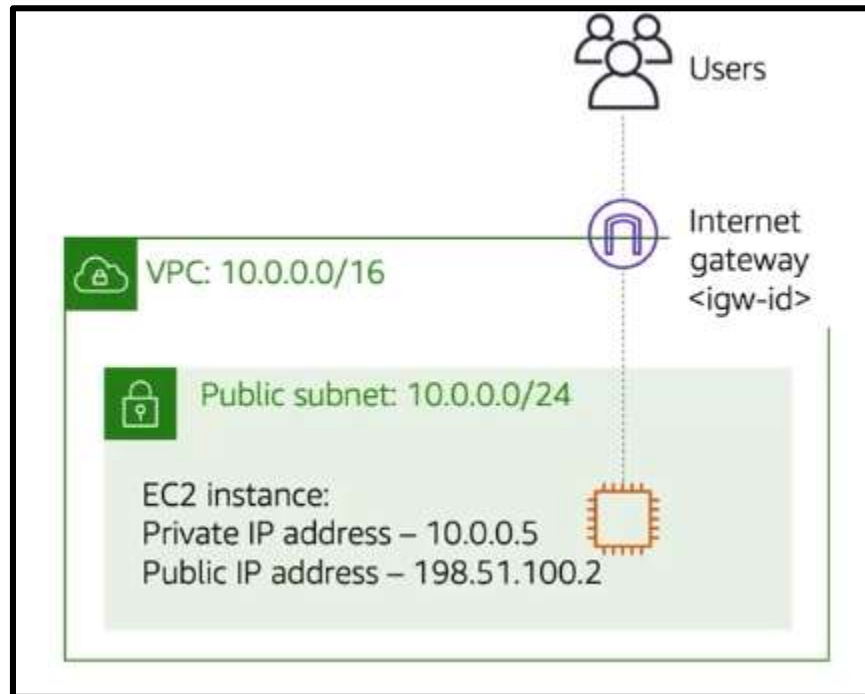 Users
Internet
gateway
<igw-id>
VPC: 10.0.0.0/16
Public subnet: 10.0.0.0/24
EC2 instance:
Private IP address – 10.0.0.5
Public IP address – 198.51.100.2